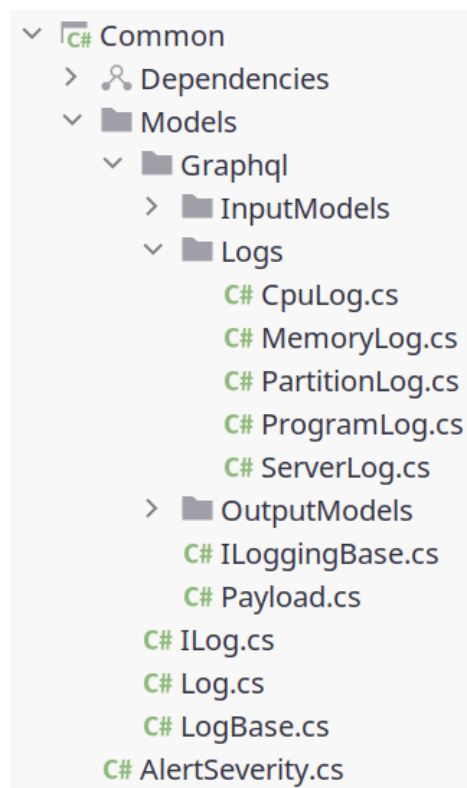 C# Common
Dependencies
Models
Graphql
InputModels
Logs
C# CpuLog.cs
C# MemoryLog.cs
C# PartitionLog.cs
C# ProgramLog.cs
C# ServerLog.cs
OutputModels
C# ILoggingBase.cs
C# Payload.cs
C# ILog.cs
C# Log.cs
C# LogBase.cs
C# AlertSeverity.cs